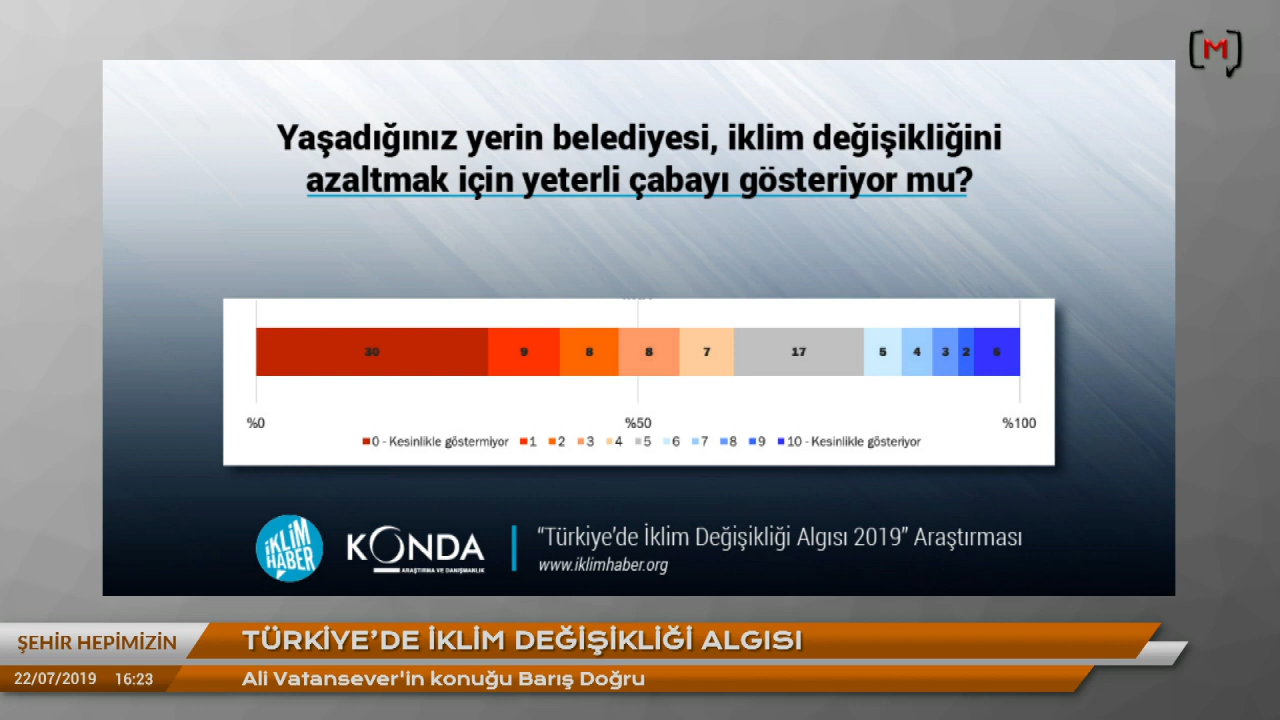 [M]
Yaşadığınız yerin belediyesi, iklim değişikliğini
azaltmak için yeterli çabayı gösteriyor mu?
30 9 8 8 7 17 5 4 3 2 6
%0 %50 %100
0 - Kesinlikle göstermiyor 1 2 3 4 5 6 7 8 9 10 - Kesinlikle gösteriyor
İKLİM
HABER
KONDA
ARAŞTIRMA VE DANIŞMANLIK
“Türkiye’de İklim Değişikliği Algısı 2019” Araştırması
www.iklimhaber.org
ŞEHİR HEPİMİZİN
TÜRKİYE’DE İKLİM DEĞİŞİKLİĞİ ALGISI
22/07/2019 16:23
Ali Vatansever'in konuğu Barış Doğru